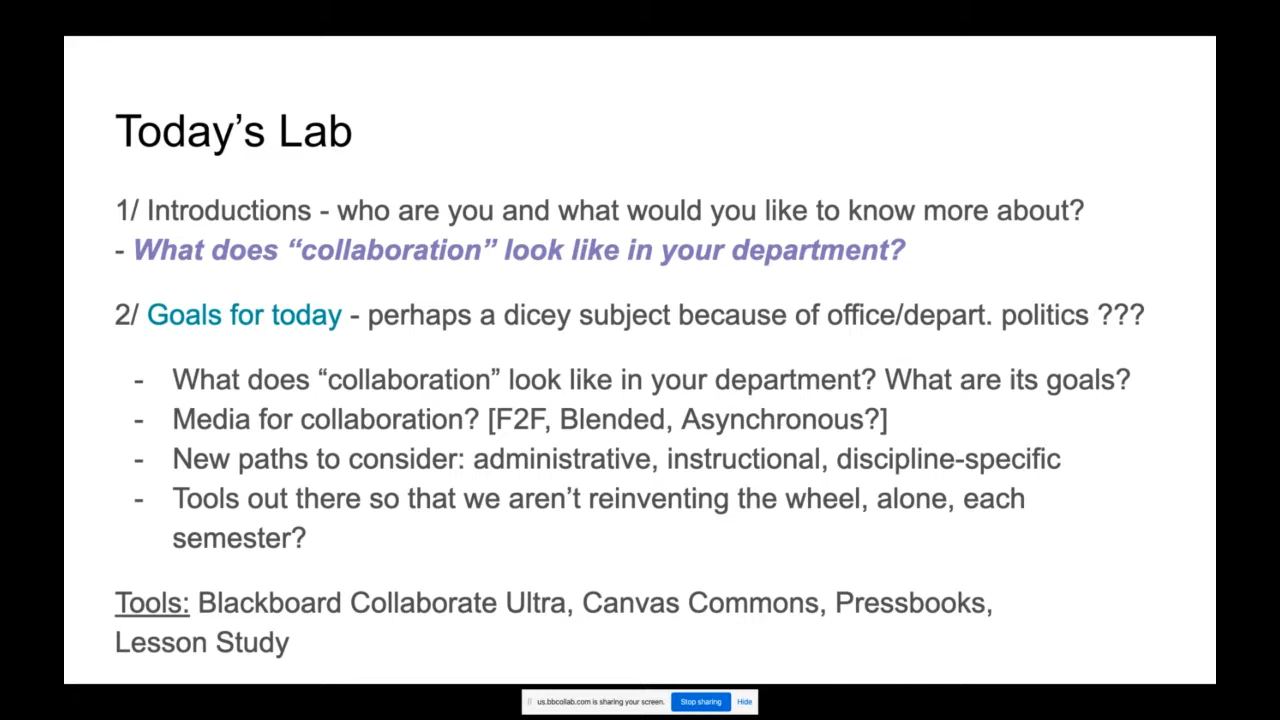 Today’s Lab
1/ Introductions - who are you and what would you like to know more about?
- What does “collaboration” look like in your department?
2/ Goals for today - perhaps a dicey subject because of office/depart. politics ???
- What does “collaboration” look like in your department? What are its goals?
- Media for collaboration? [F2F, Blended, Asynchronous?]
- New paths to consider: administrative, instructional, discipline-specific
- Tools out there so that we aren’t reinventing the wheel, alone, each
semester?
Tools: Blackboard Collaborate Ultra, Canvas Commons, Pressbooks,
Lesson Study
us.bbcollab.com is sharing your screen. Stop sharing Hide